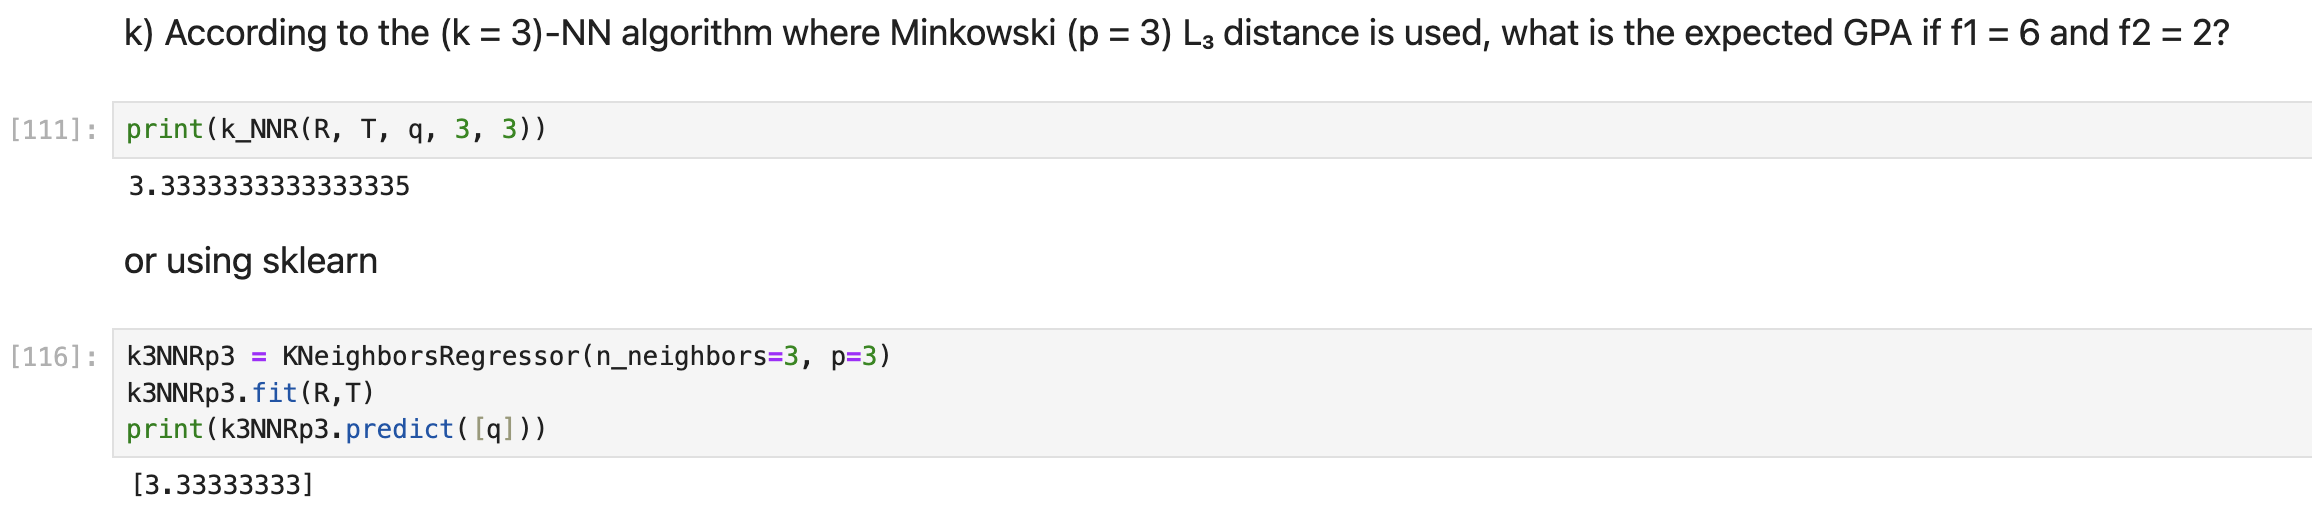 k) According to the (k = 3)-NN algorithm where Minkowski (p = 3) L₃ distance is used, what is the expected GPA if f1 = 6 and f2 = 2?
[111]: print(k_NNR(R, T, q, 3, 3))
3.3333333333333335
or using sklearn
[116]: k3NNRp3 = KNeighborsRegressor(n_neighbors=3, p=3)
k3NNRp3.fit(R,T)
print(k3NNRp3.predict([q]))
[3.33333333]